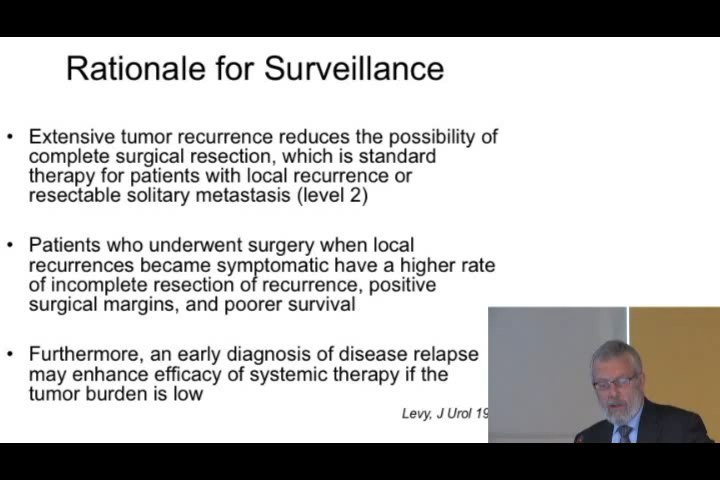 Rationale for Surveillance
• Extensive tumor recurrence reduces the possibility of
complete surgical resection, which is standard
therapy for patients with local recurrence or
resectable solitary metastasis (level 2)
• Patients who underwent surgery when local
recurrences became symptomatic have a higher rate
of incomplete resection of recurrence, positive
surgical margins, and poorer survival
• Furthermore, an early diagnosis of disease relapse
may enhance efficacy of systemic therapy if the
tumor burden is low
Levy, J Urol